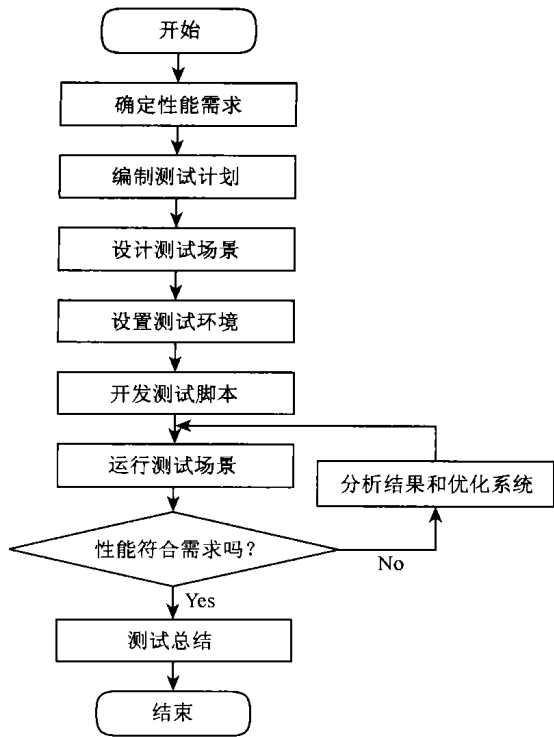 开始
确定性能需求
编制测试计划
设计测试场景
设置测试环境
开发测试脚本
运行测试场景
分析结果和优化系统
性能符合需求吗?
No
Yes
测试总结
结束